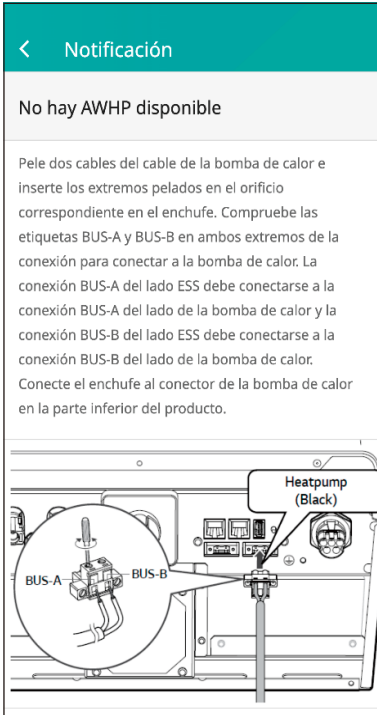 Notificación
No hay AWHP disponible
Pele dos cables del cable de la bomba de calor e
inserte los extremos pelados en el orificio
correspondiente en el enchufe. Compruebe las
etiquetas BUS-A y BUS-B en ambos extremos de la
conexión para conectar a la bomba de calor. La
conexión BUS-A del lado ESS debe conectarse a la
conexión BUS-A del lado de la bomba de calor y la
conexión BUS-B del lado ESS debe conectarse a la
conexión BUS-B del lado de la bomba de calor.
Conecte el enchufe al conector de la bomba de calor
en la parte inferior del producto.
Heatpump
(Black)
BUS-A
BUS-B